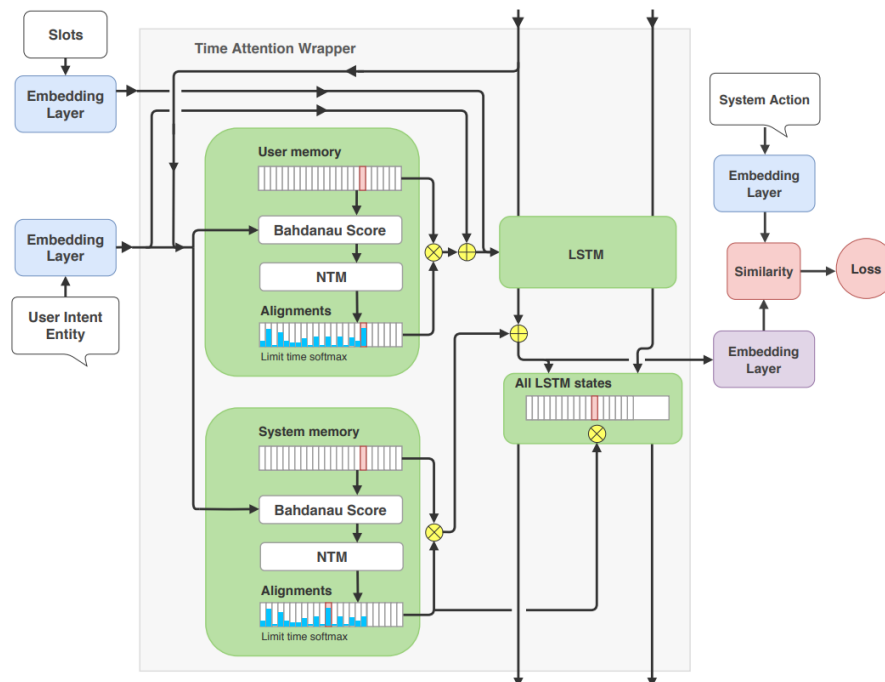 Slots
Time Attention Wrapper
Embedding
Layer
System Action
User memory
Embedding
Layer
Bahdanau Score
Embedding
Layer
LSTM
Similarity
Loss
NTM
User Intent
Entity
Alignments
Limit time softmax
Embedding
Layer
All LSTM states
System memory
Bahdanau Score
NTM
Alignments
Limit time softmax